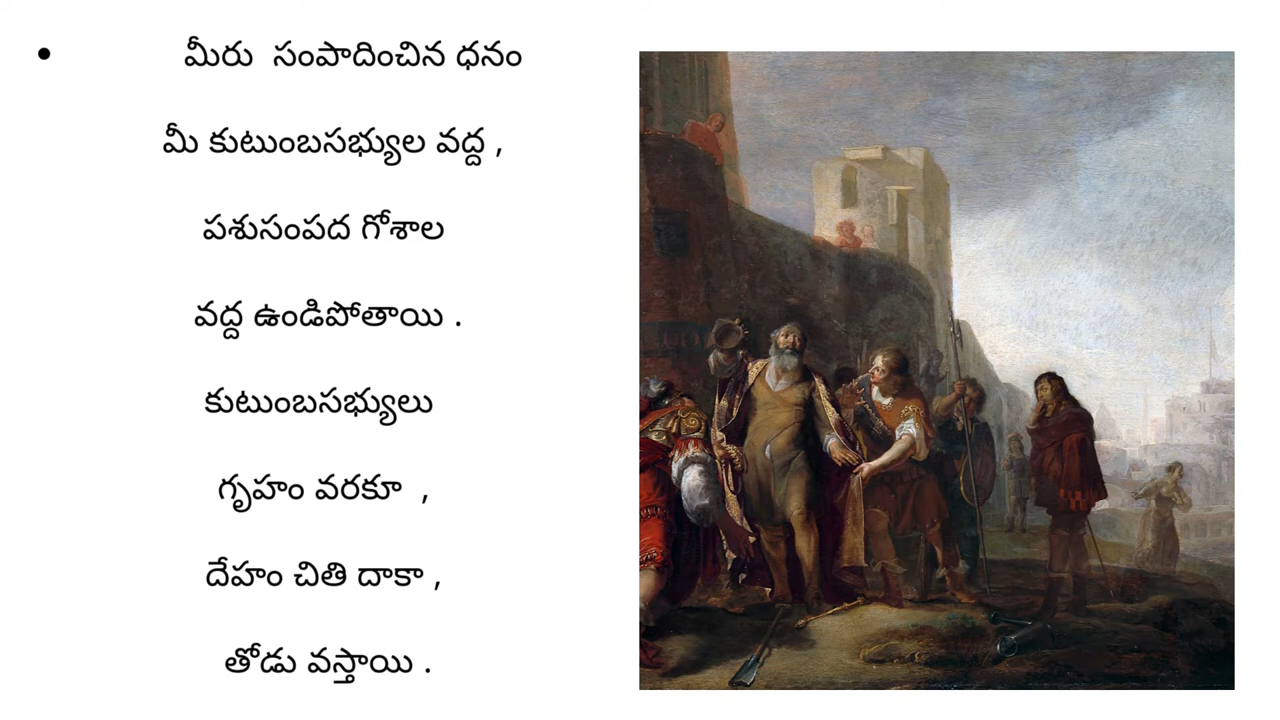 • మీరు సంపాదించిన ధనం
మీ కుటుంబసభ్యుల వద్ద ,
పశుసంపద గోశాల
వద్ద ఉండిపోతాయి .
కుటుంబసభ్యులు
గృహం వరకూ ,
దేహం చితి దాకా ,
తోడు వస్తాయి .